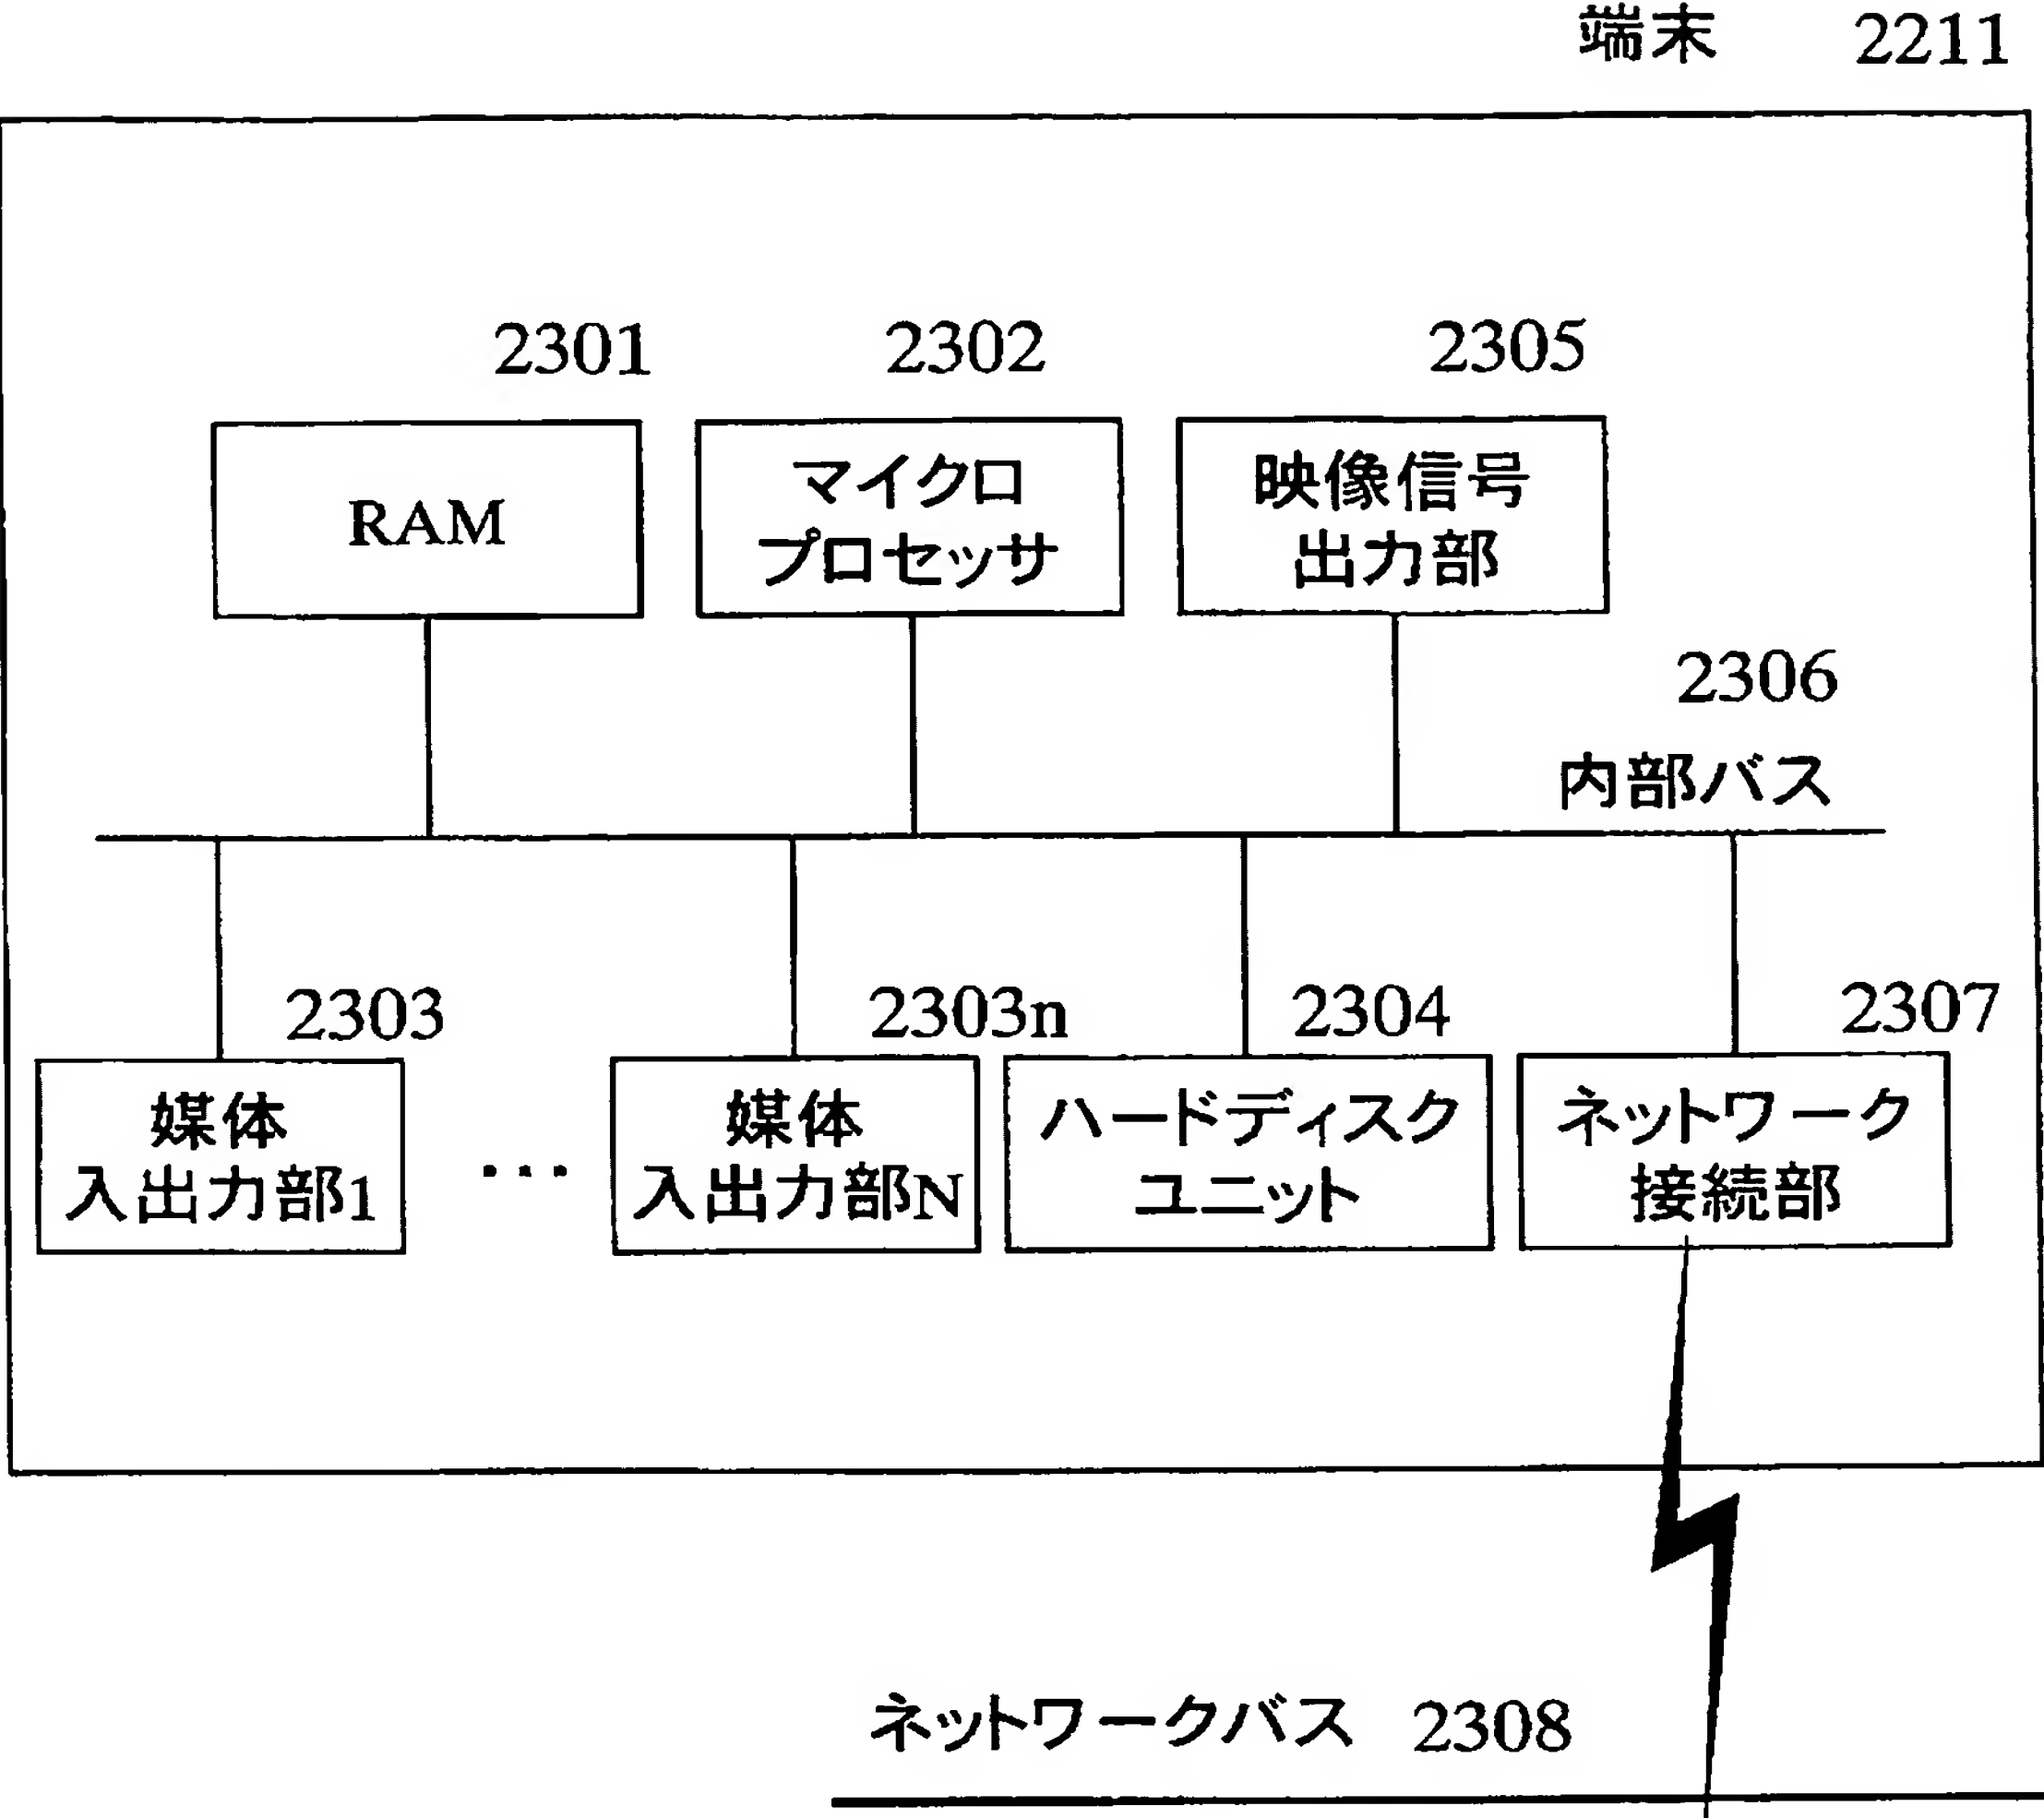 端末 2211
2301 2302 2305
RAM
マイクロ
プロセッサ
映像信号
出力部
2306
内部バス
2303 2303n 2304 2307
媒体
入出力部1
...
媒体
入出力部N
ハードディスク
ユニット
ネットワーク
接続部
ネットワークバス 2308